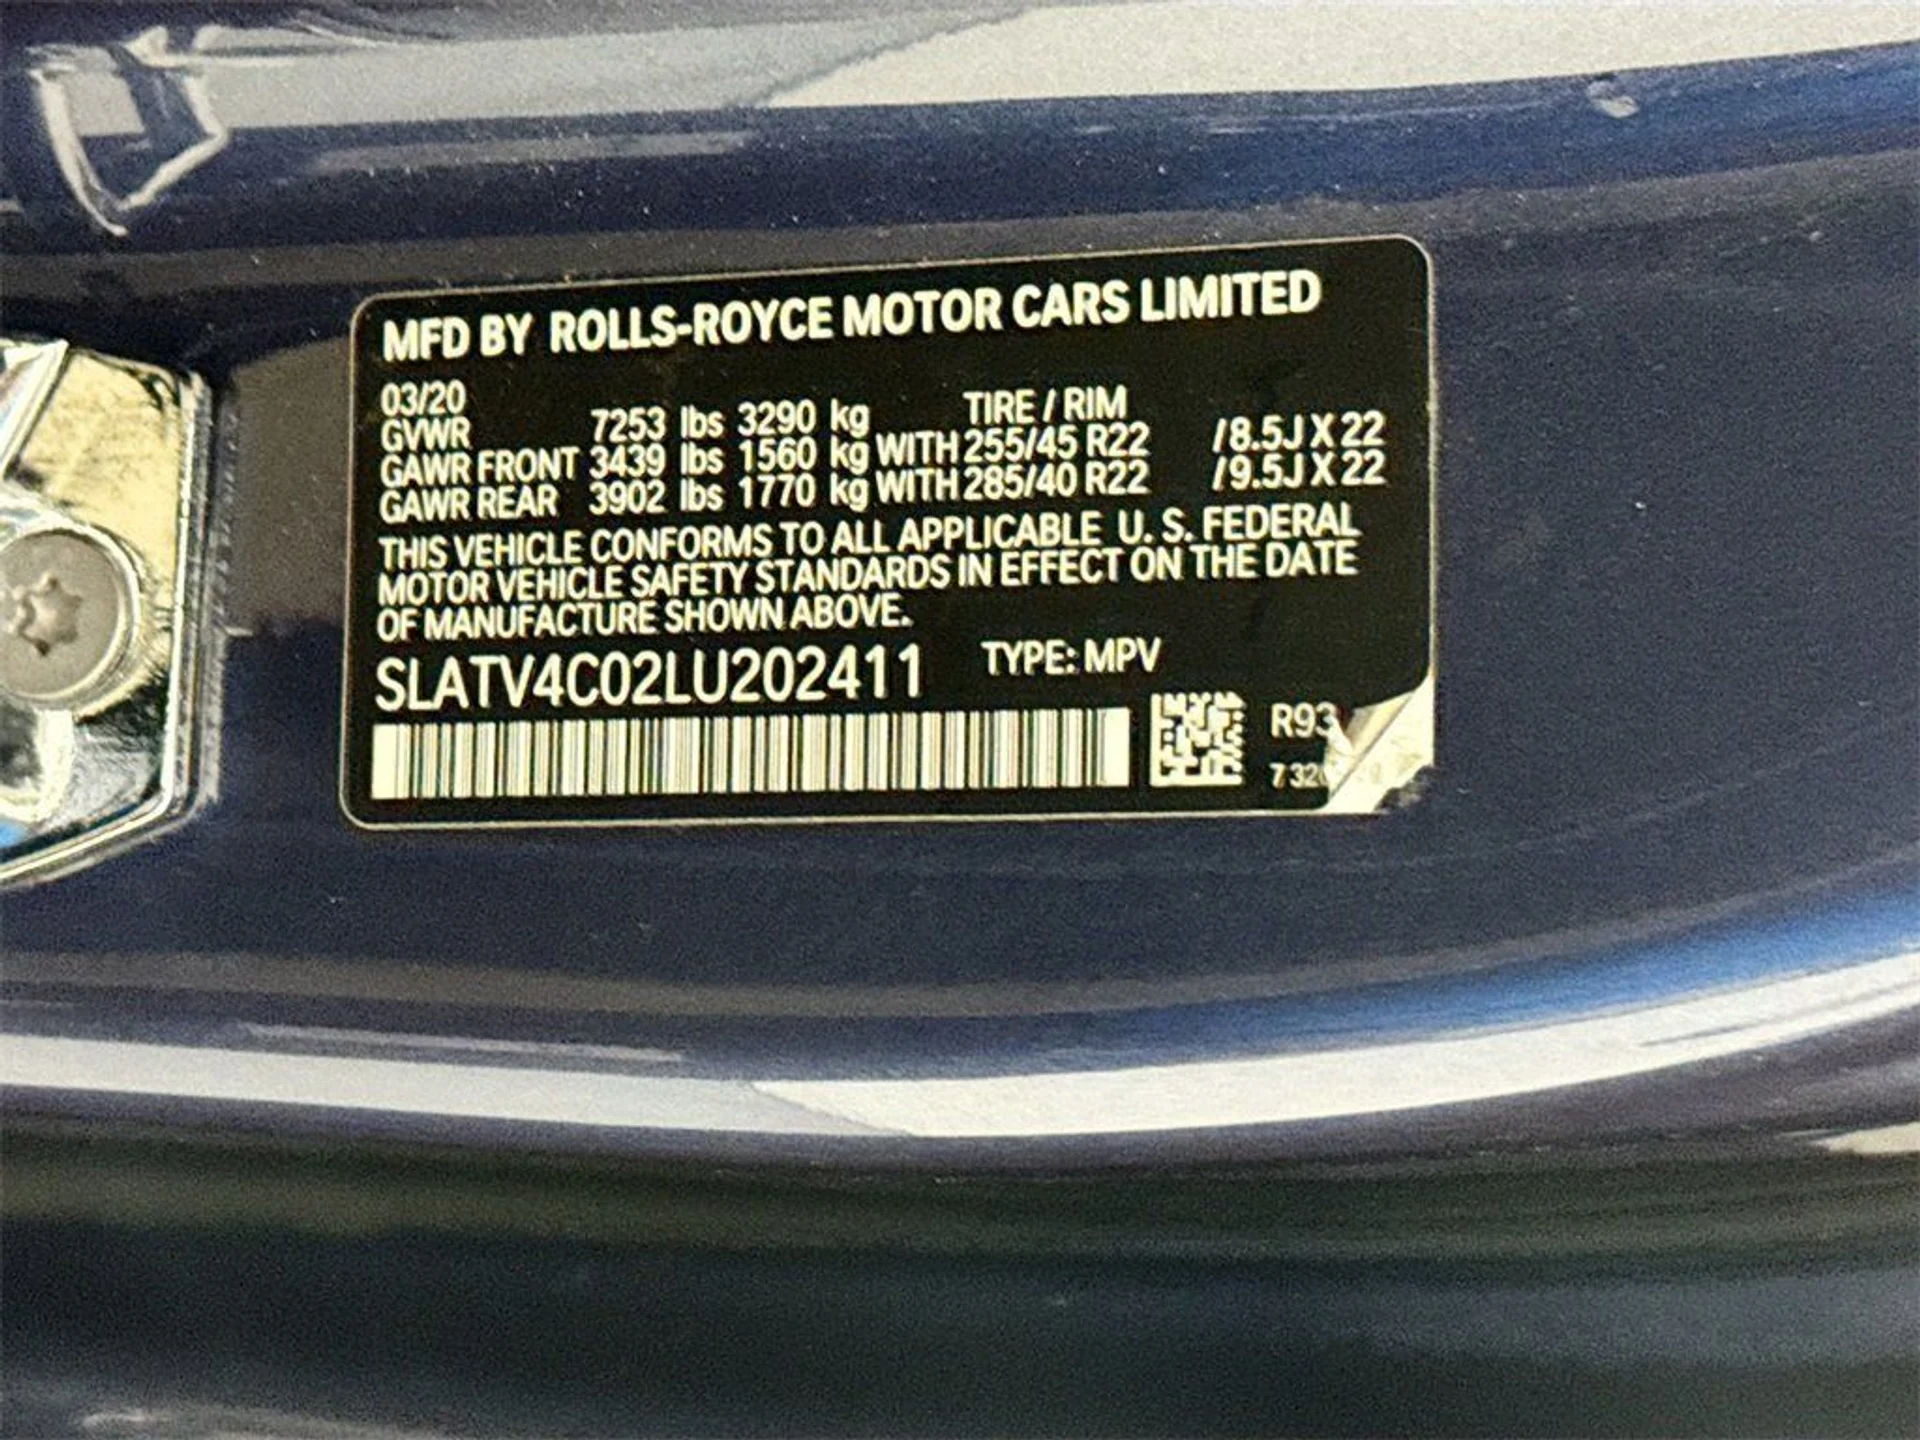 MFD BY ROLLS-ROYCE MOTOR CARS LIMITED
03/20 TIRE / RIM
GVWR 7253 lbs 3290 kg
GAWR FRONT 3439 lbs 1560 kg WITH 255/45 R22 /8.5J X 22
GAWR REAR 3902 lbs 1770 kg WITH 285/40 R22 /9.5J X 22
THIS VEHICLE CONFORMS TO ALL APPLICABLE U. S. FEDERAL
MOTOR VEHICLE SAFETY STANDARDS IN EFFECT ON THE DATE
OF MANUFACTURE SHOWN ABOVE.
SLATV4C02LU202411 TYPE: MPV
R93